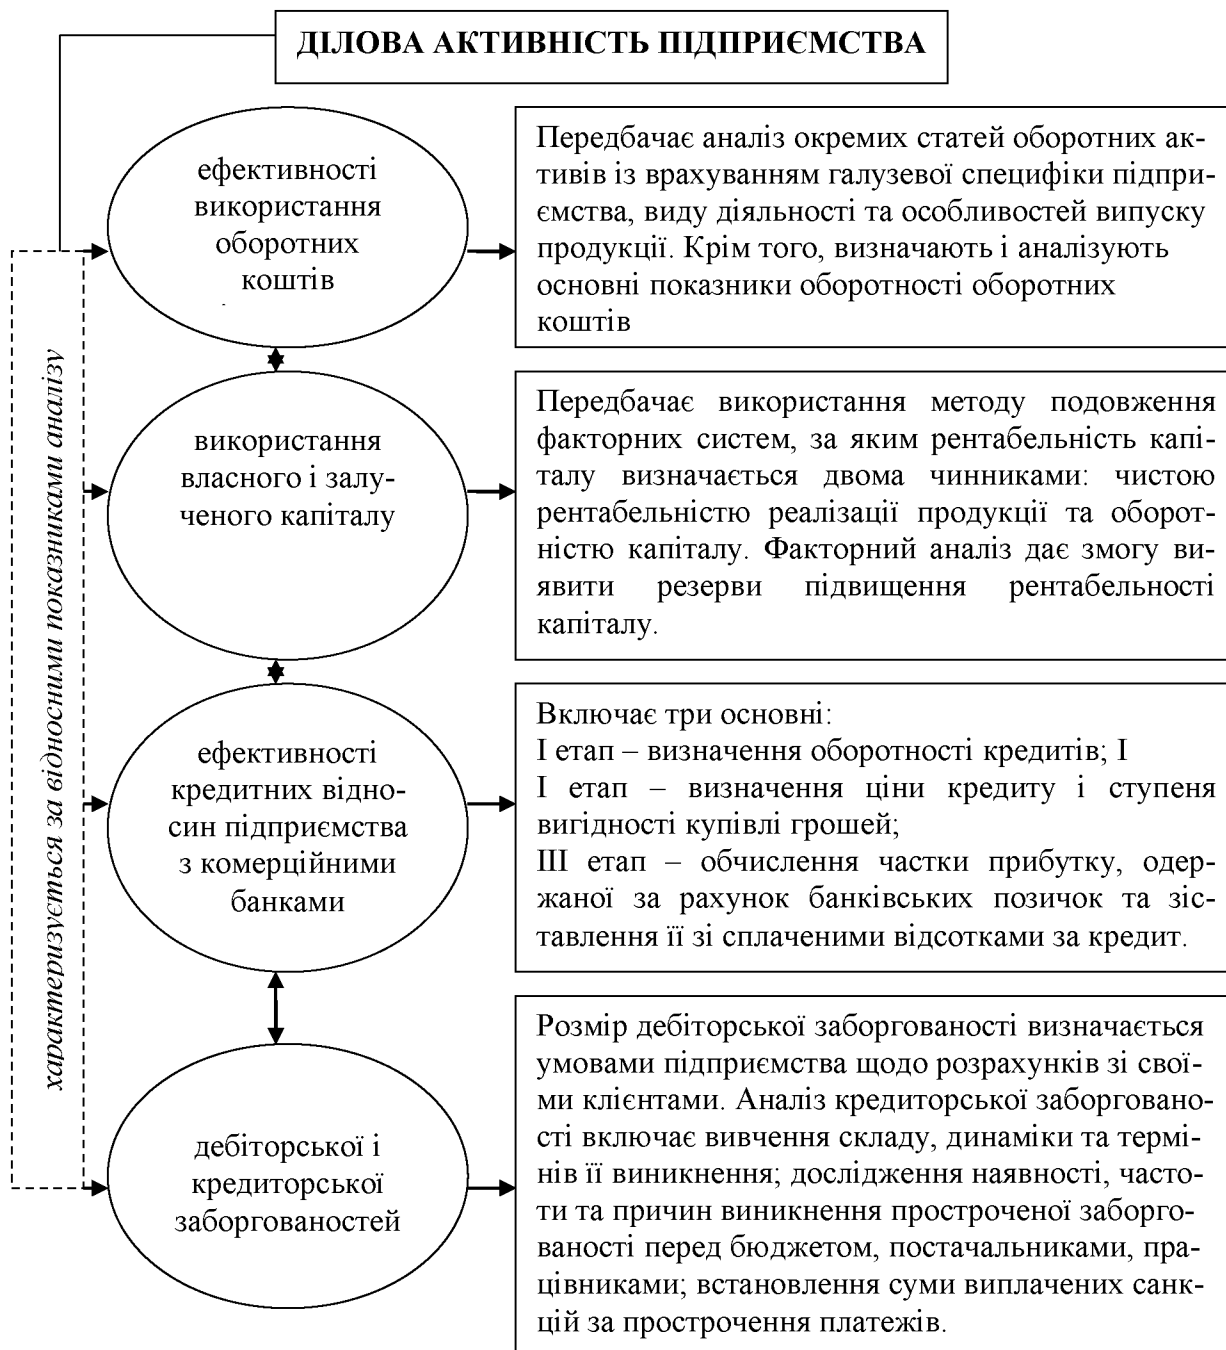 ДІЛОВА АКТИВНІСТЬ ПІДПРИЄМСТВА
характеризується за відносними показниками аналізу
ефективності
використання
оборотних
коштів
Передбачає аналіз окремих статей оборотних ак-
тивів із врахуванням галузевої специфіки підпри-
ємства, виду діяльності та особливостей випуску
продукції. Крім того, визначають і аналізують
основні показники оборотності оборотних
коштів
використання
власного і залу-
ченого капіталу
Передбачає використання методу подовження
факторних систем, за яким рентабельність капі-
талу визначається двома чинниками: чистою
рентабельністю реалізації продукції та оборот-
ністю капіталу. Факторний аналіз дає змогу ви-
явити резерви підвищення рентабельності
капіталу.
ефективності
кредитних відно-
син підприємства
з комерційними
банками
Включає три основні:
І етап – визначення оборотності кредитів; І
І етап – визначення ціни кредиту і ступеня
вигідності купівлі грошей;
ІІІ етап – обчислення частки прибутку, одер-
жаної за рахунок банківських позичок та зіс-
тавлення її зі сплаченими відсотками за кредит.
дебіторської і
кредиторської
заборгованостей
Розмір дебіторської заборгованості визначається
умовами підприємства щодо розрахунків зі свої-
ми клієнтами. Аналіз кредиторської заборговано-
сті включає вивчення складу, динаміки та термі-
нів її виникнення; дослідження наявності, часто-
ти та причин виникнення простроченої заборго-
ваності перед бюджетом, постачальниками, пра-
цівниками; встановлення суми виплачених санк-
цій за прострочення платежів.